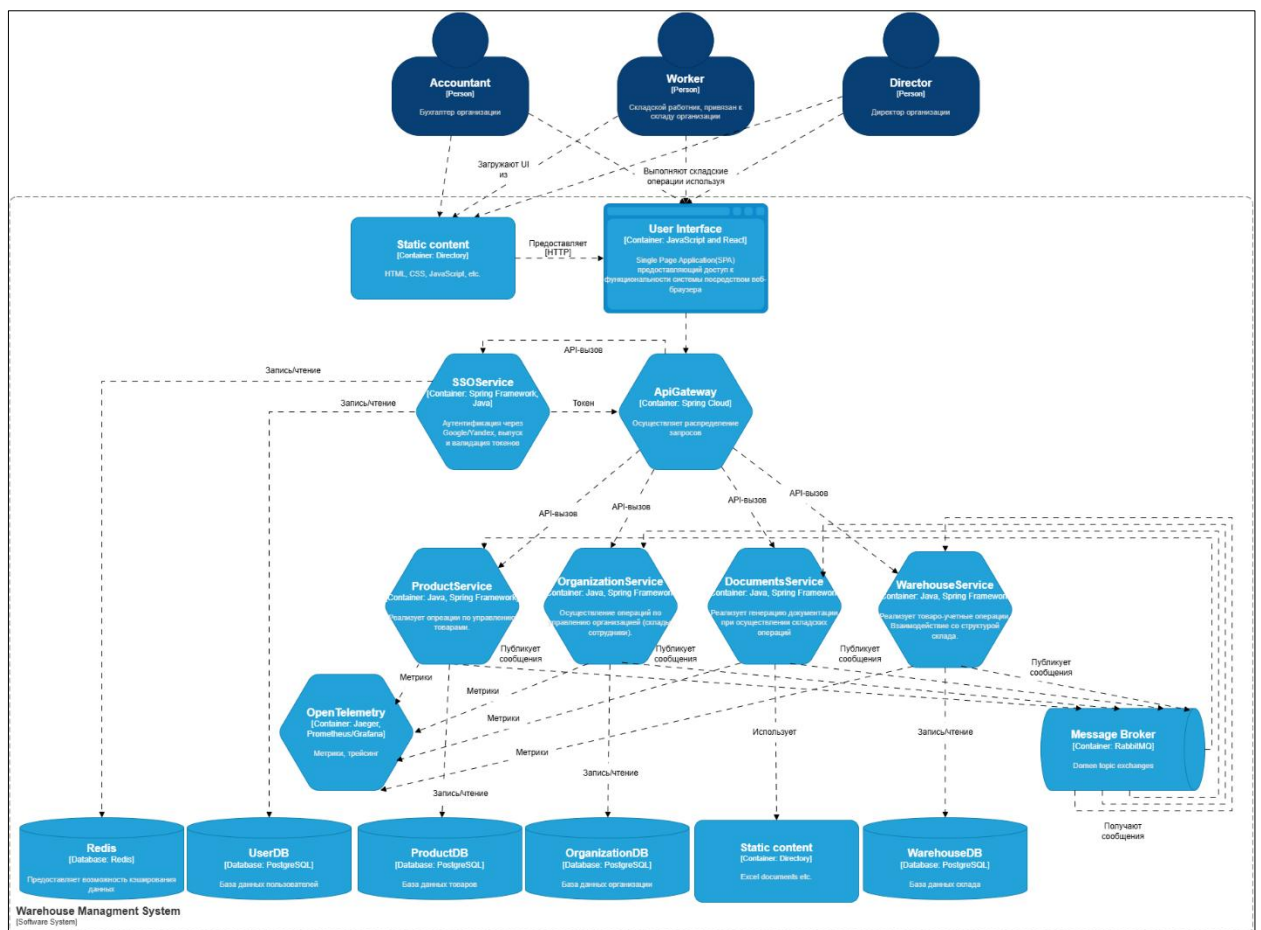 Accountant
[Person]
Бухгалтер организации
Worker
[Person]
Складской работник, привязан к
складу организации
Director
[Person]
Директор организации
Загружают UI
из
Выполняют складские
операции используя
Static content
[Container: Directory]
HTML, CSS, JavaScript, etc.
Предоставляет
[HTTP]
User Interface
[Container: JavaScript and React]
Single Page Application(SPA)
предоставляющий доступ к
функциональности системы посредством веб-
браузера
API-вызов
Запись/чтение
Запись/чтение
SSOService
[Container: Spring Framework,
Java]
Аутентификация через
Google/Yandex, выпуск
и валидация токенов
Токен
ApiGateway
[Container: Spring Cloud]
Осуществляет распределение
запросов
API-вызов
API-вызов
API-вызов
API-вызов
ProductService
Container: Java, Spring Framework
Реализует опреации по управлению
товарами.
OrganizationService
Container: Java, Spring Framework
Осуществление операций по
управлению организацией (склады,
сотрудники).
DocumentsService
Container: Java, Spring Framework
Реализует генерацию документации
при осуществлении складских
операций
WarehouseService
Container: Java, Spring Framework
Реализует товаро-учетные операции.
Взаимодействие со структурой
склада.
Публикует
сообщения
Публикует
сообщения
Публикует
сообщения
Публикует
сообщения
Метрики
Метрики
Метрики
Метрики
OpenTelemetry
[Container: Jaeger,
Prometheus/Grafana]
Метрики, трейсинг
Использует
Запись/чтение
Message Broker
[Container: RabbitMQ]
Domen topic exchanges
Запись/чтение
Запись/чтение
Получают
сообщения
Redis
[Database: Redis]
Предоставляет возможность кэширования
данных
UserDB
[Database: PostgreSQL]
База данных пользователей
ProductDB
[Database: PostgreSQL]
База данных товаров
OrganizationDB
[Database: PostgreSQL]
База данных организации
Static content
[Container: Directory]
Excel documents etc.
WarehouseDB
[Database: PostgreSQL]
База данных склада
Warehouse Managment System
[Software System]